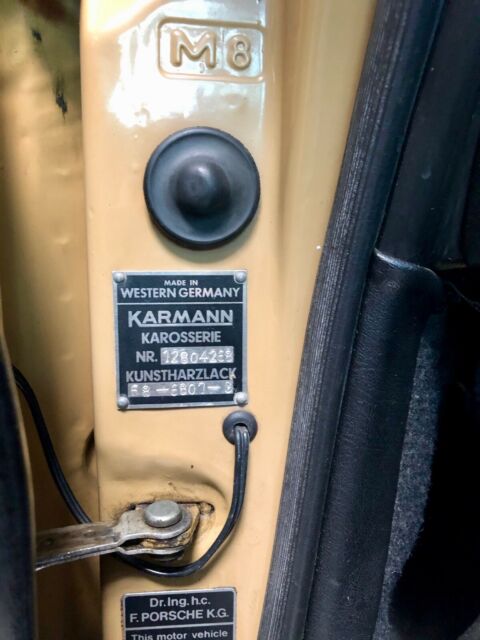 M8
MADE IN
WESTERN GERMANY
KARMANN
KAROSSERIE
NR.
KUNSTHARZLACK
Dr.Ing.h.c.
F.PORSCHE K.G.
This motor vehicle